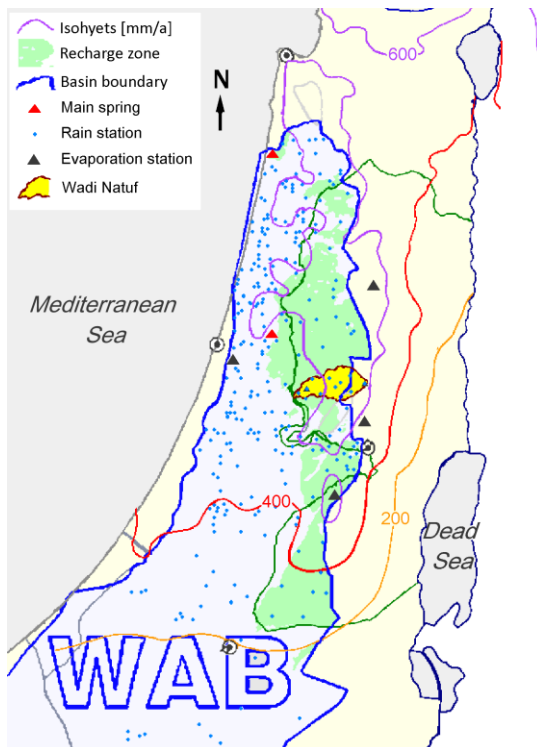 Isohyets [mm/a]
Recharge zone
Basin boundary
Main spring
Rain station
Evaporation station
Wadi Natuf
N
600
Mediterranean
Sea
400
200
Dead
Sea
WAB